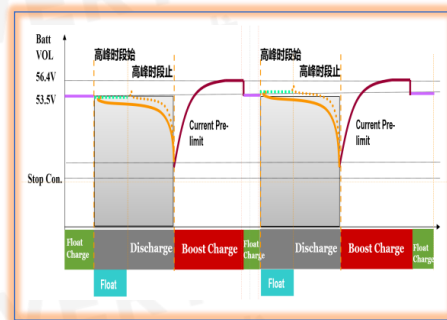 Batt
VOL
高峰时段始
高峰时段始
高峰时段止
高峰时段止
56.4V
53.5V
Current Pre-
limit
Current Pre-
limit
Stop Con.
Float
Charge
Discharge
Boost Charge
Float
Charge
Discharge
Boost Charge
Float
Charge
Float
Float